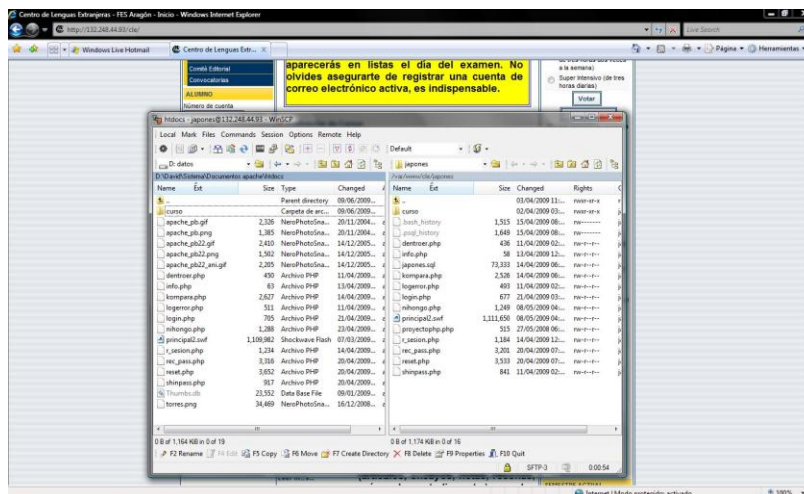 Centro de Lenguas Extranjeras - FES Aragón - Inicio - Windows Internet Explorer
http://132.248.44.93/cle/
Live Search
Windows Live Hotmail
Centro de Lenguas Extr...
Página
Herramientas
Comité Editorial
Convocatorias
ALUMNO
Número de cuenta
aparecerás en listas el día del examen. No
olvides asegurarte de registrar una cuenta de
correo electrónico activa, es indispensable.
a la semana)
Super Intensivo (de tres
horas diarias)
Votar
htdocs - japones@132.248.44.93 - WinSCP
Local Mark Files Commands Session Options Remote Help
Default
D: datos
japones
D:\David\Sistema\Documentos apache\htdocs
/var/www/cle/japones
Name Ext Size Type Changed
.. Parent directory 09/06/2009...
curso Carpeta de arc... 09/06/2009...
apache_pb.gif 2,326 NeroPhotoSna... 20/11/2004...
apache_pb.png 1,385 NeroPhotoSna... 20/11/2004...
apache_pb22.gif 2,410 NeroPhotoSna... 14/12/2005...
apache_pb22.png 1,502 NeroPhotoSna... 14/12/2005...
apache_pb22_ani.gif 2,205 NeroPhotoSna... 14/12/2005...
dentroer.php 450 Archivo PHP 11/04/2009...
info.php 63 Archivo PHP 13/04/2009...
kompara.php 2,627 Archivo PHP 14/04/2009...
logerror.php 511 Archivo PHP 11/04/2009...
login.php 705 Archivo PHP 21/04/2009...
nihongo.php 1,288 Archivo PHP 23/04/2009...
principal2.swf 1,109,982 Shockwave Flash 07/03/2009...
r_sesion.php 1,234 Archivo PHP 14/04/2009...
rec_pass.php 3,316 Archivo PHP 20/04/2009...
reset.php 3,652 Archivo PHP 20/04/2009...
shinpass.php 917 Archivo PHP 20/04/2009...
Thumbs.db 23,552 Data Base File 09/01/2009...
torres.png 34,469 NeroPhotoSna... 16/12/2008...
Name Ext Size Changed Rights
.. 03/04/2009 11:... rwxr-xr-x
curso 02/04/2009 03:... rwxr-xr-x
.bash_history 1,515 15/04/2009 08:... rw-------
.psql_history 1,649 15/04/2009 08:... rw-------
dentroer.php 436 11/04/2009 02:... rw-r--r--
info.php 58 13/04/2009 12:... rw-r--r--
japones.sql 73,333 14/04/2009 06:... rw-r--r--
kompara.php 2,526 14/04/2009 06:... rw-r--r--
logerror.php 493 11/04/2009 02:... rw-r--r--
login.php 677 21/04/2009 03:... rw-r--r--
nihongo.php 1,249 08/05/2009 04:... rw-r--r--
principal2.swf 1,111,656 08/05/2009 04:... rw-r--r--
proyectophp.php 515 27/05/2008 06:... rw-r--r--
r_sesion.php 1,184 14/04/2009 12:... rw-r--r--
rec_pass.php 3,201 20/04/2009 07:... rw-r--r--
reset.php 3,533 20/04/2009 07:... rw-r--r--
shinpass.php 841 11/04/2009 02:... rw-r--r--
0 B of 1,164 KiB in 0 of 19
0 B of 1,174 KiB in 0 of 16
F2 Rename F4 Edit F5 Copy F6 Move F7 Create Directory F8 Delete F9 Properties F10 Quit
SFTP-3 0:00:54
SEMESTRE ACTUAL
Internet | Modo protegido: activado
100%